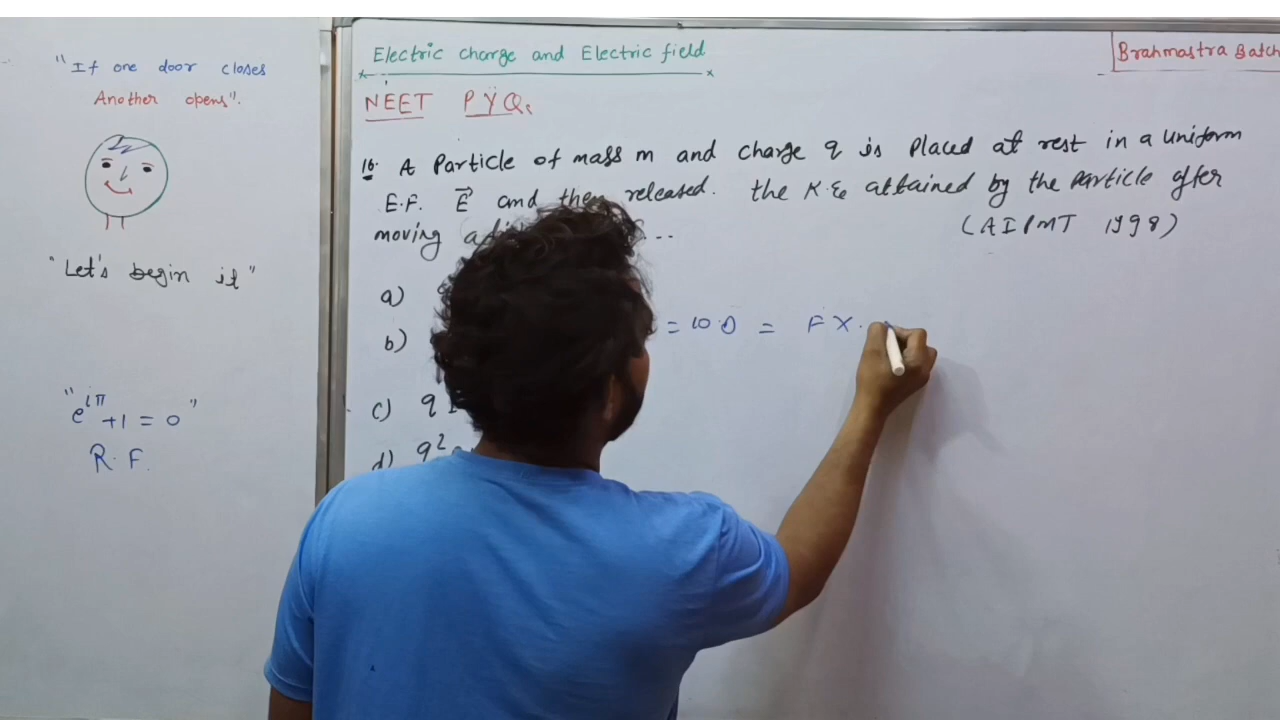 "If one door closes
Another opens".
"Let's begin it"
"e^iπ +1 = 0"
R. F.
Electric charge and Electric field
Brahmastra Batch
NEET PYQs
16. A Particle of mass m and charge q is placed at rest in a Uniform
E.F. E⃗ and then released. the K.E attained by the particle after
moving a
(AIPMT 1998)
a)
b)
= W.D = F X.
c) q
d) q²